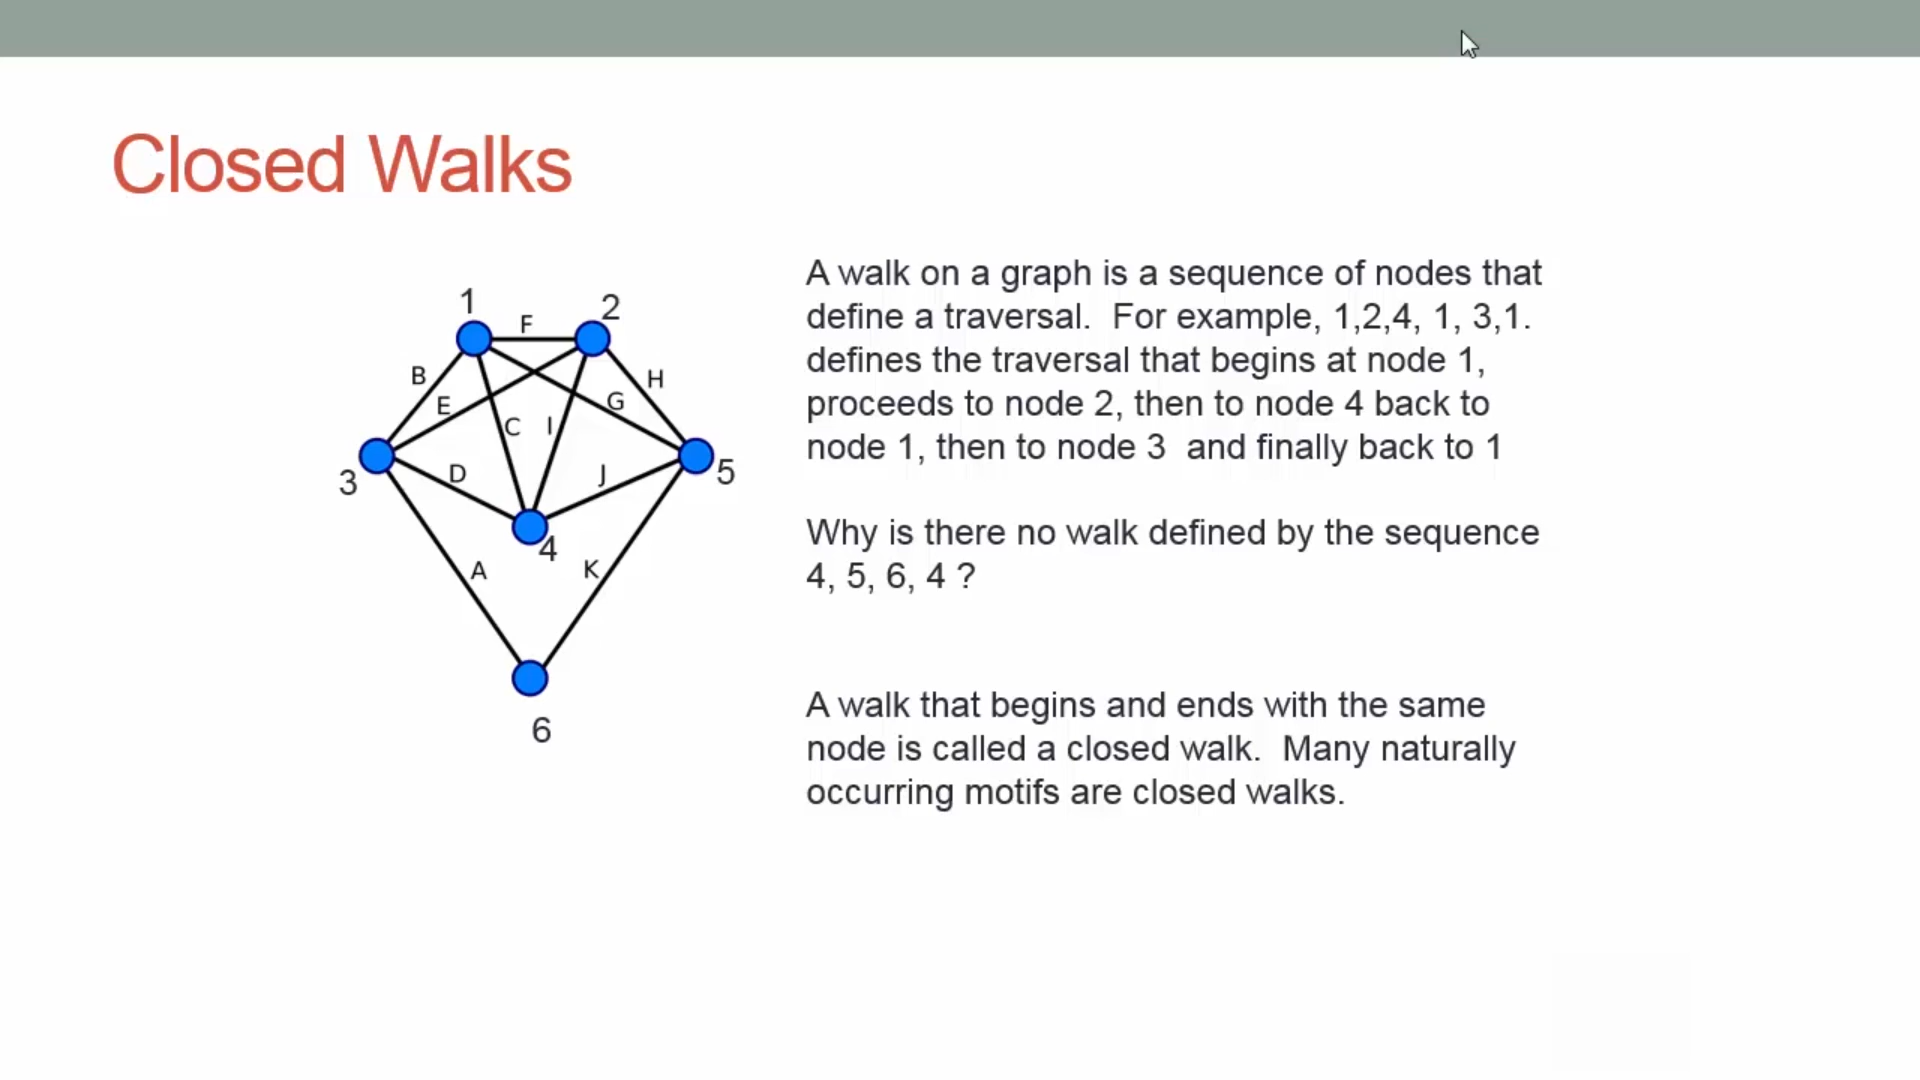 Closed Walks
A walk on a graph is a sequence of nodes that
define a traversal. For example, 1,2,4, 1, 3,1.
defines the traversal that begins at node 1,
proceeds to node 2, then to node 4 back to
node 1, then to node 3 and finally back to 1
Why is there no walk defined by the sequence
4, 5, 6, 4 ?
A walk that begins and ends with the same
node is called a closed walk. Many naturally
occurring motifs are closed walks.
1
2
F
B
H
E
G
C
I
3
D
J
5
4
A
K
6